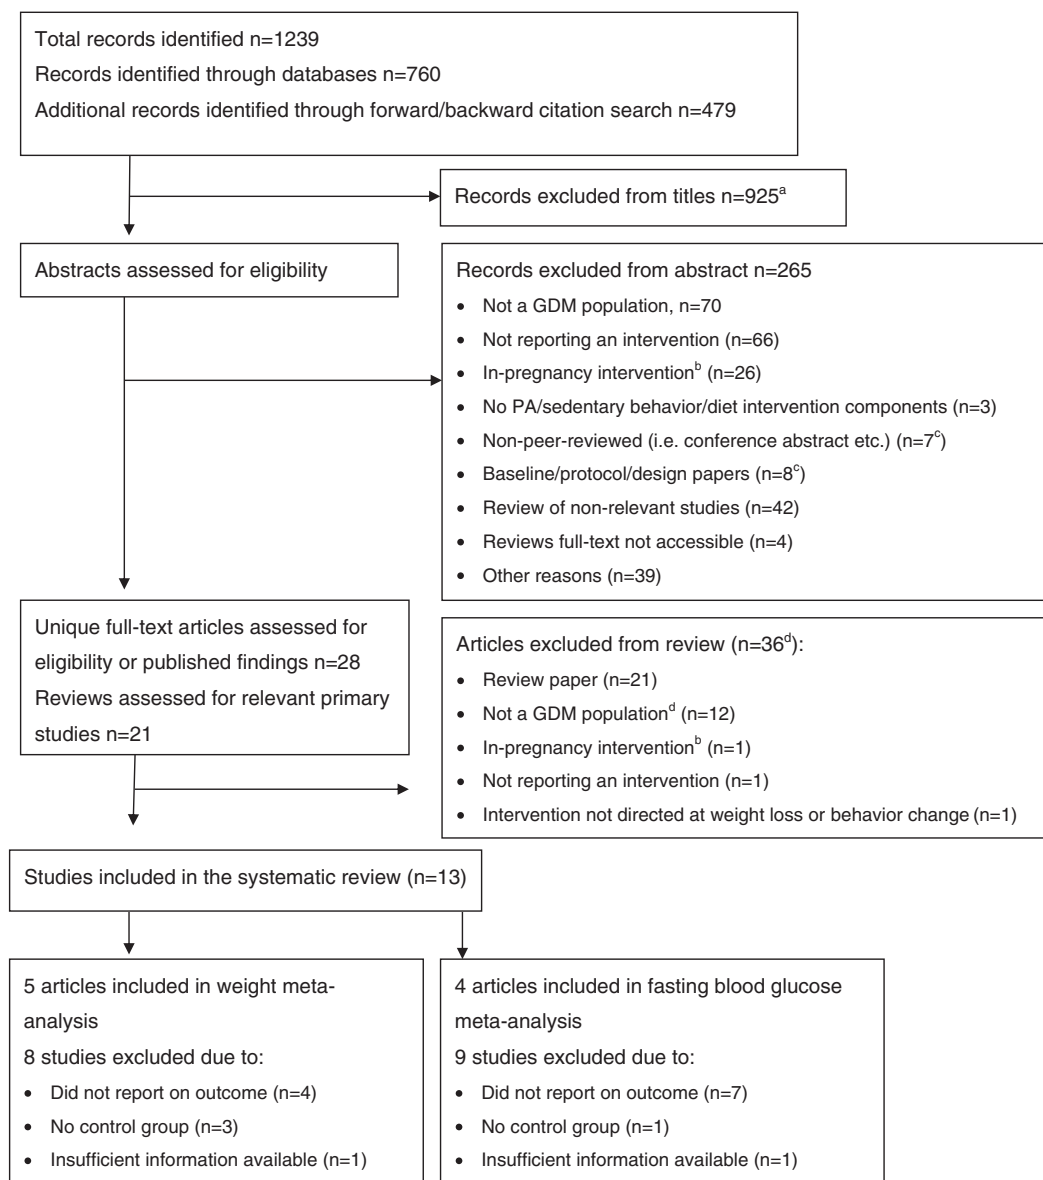 Total records identified n=1239
Records identified through databases n=760
Additional records identified through forward/backward citation search n=479
Records excluded from titles n=925a
Abstracts assessed for eligibility
Records excluded from abstract n=265
• Not a GDM population, n=70
• Not reporting an intervention (n=66)
• In-pregnancy interventionb (n=26)
• No PA/sedentary behavior/diet intervention components (n=3)
• Non-peer-reviewed (i.e. conference abstract etc.) (n=7c)
• Baseline/protocol/design papers (n=8c)
• Review of non-relevant studies (n=42)
• Reviews full-text not accessible (n=4)
• Other reasons (n=39)
Unique full-text articles assessed for
eligibility or published findings n=28
Reviews assessed for relevant primary
studies n=21
Articles excluded from review (n=36d):
• Review paper (n=21)
• Not a GDM populationd (n=12)
• In-pregnancy interventionb (n=1)
• Not reporting an intervention (n=1)
• Intervention not directed at weight loss or behavior change (n=1)
Studies included in the systematic review (n=13)
5 articles included in weight meta-
analysis
8 studies excluded due to:
• Did not report on outcome (n=4)
• No control group (n=3)
• Insufficient information available (n=1)
4 articles included in fasting blood glucose
meta-analysis
9 studies excluded due to:
• Did not report on outcome (n=7)
• No control group (n=1)
• Insufficient information available (n=1)